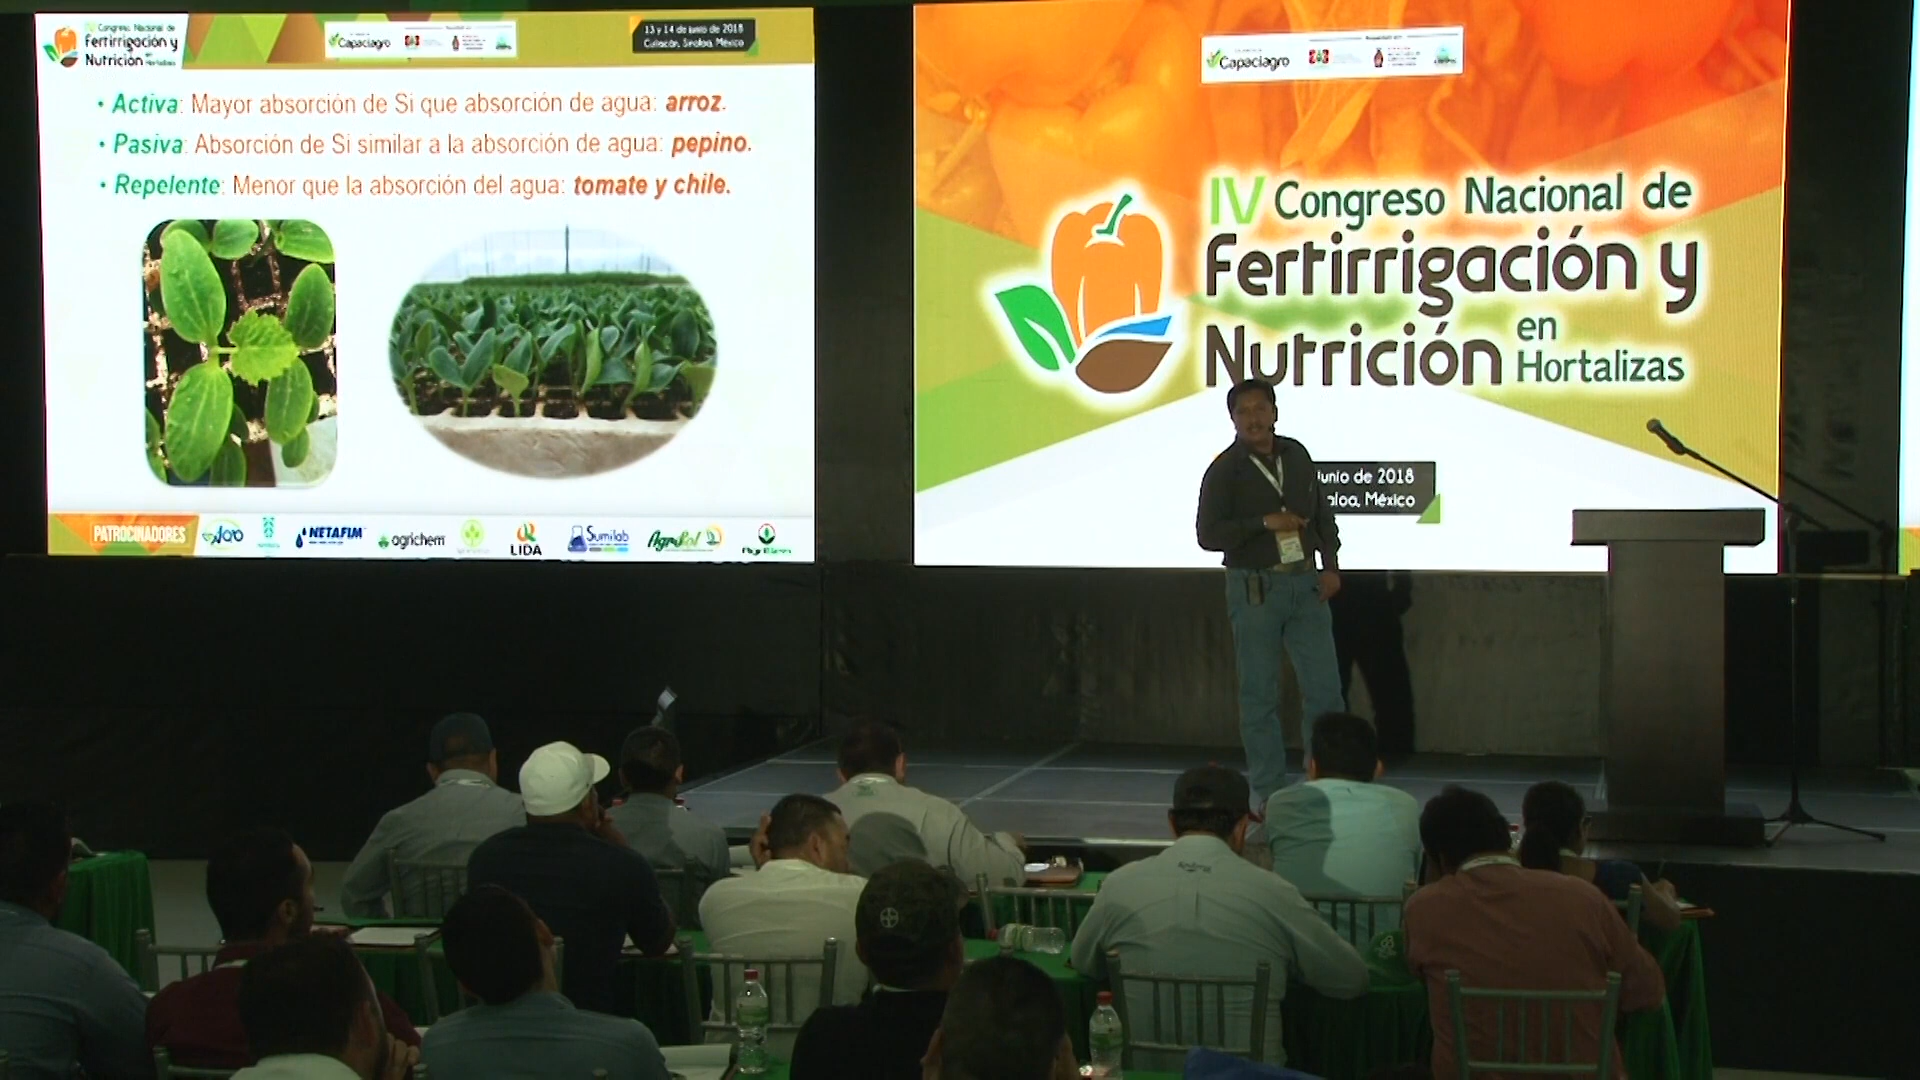 IV Congreso Nacional de
Fertirrigación y
Nutrición en Hortalizas
Capaciagro
13 y 14 de junio de 2018
Culiacán, Sinaloa, México
• Activa: Mayor absorción de Si que absorción de agua: arroz.
• Pasiva: Absorción de Si similar a la absorción de agua: pepino.
• Repelente: Menor que la absorción del agua: tomate y chile.
PATROCINADORES
NETAFIM
agrichem
LIDA
Sumilab
AgriSol
Capaciagro
IV Congreso Nacional de
Fertirrigación y
Nutrición en
Hortalizas
junio de 2018
aloa, México